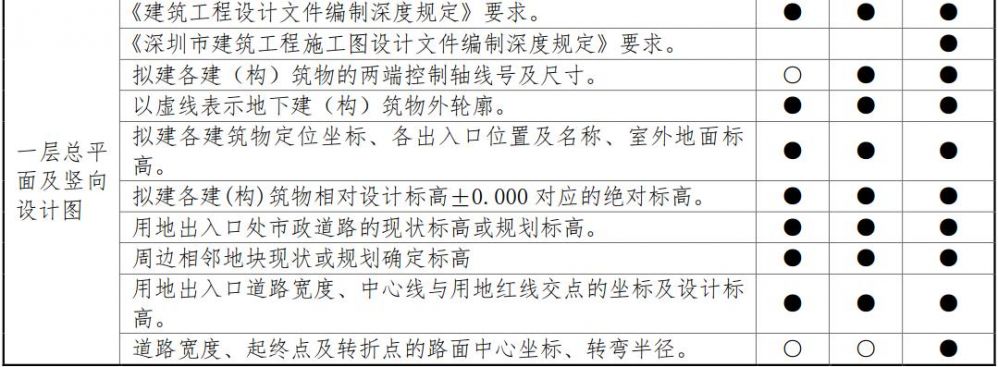 《建筑工程设计文件编制深度规定》要求。 ● ● ●
《深圳市建筑工程施工图设计文件编制深度规定》要求。 ●
拟建各建（构）筑物的两端控制轴线号及尺寸。 ○ ● ●
以虚线表示地下建（构）筑物外轮廓。 ● ● ●
一层总平
面及竖向
设计图
拟建各建筑物定位坐标、各出入口位置及名称、室外地面标
高。 ● ● ●
拟建各建(构)筑物相对设计标高±0.000 对应的绝对标高。 ● ● ●
用地出入口处市政道路的现状标高或规划标高。 ● ● ●
周边相邻地块现状或规划确定标高 ● ● ●
用地出入口道路宽度、中心线与用地红线交点的坐标及设计标
高。 ● ● ●
道路宽度、起终点及转折点的路面中心坐标、转弯半径。 ○ ○ ●